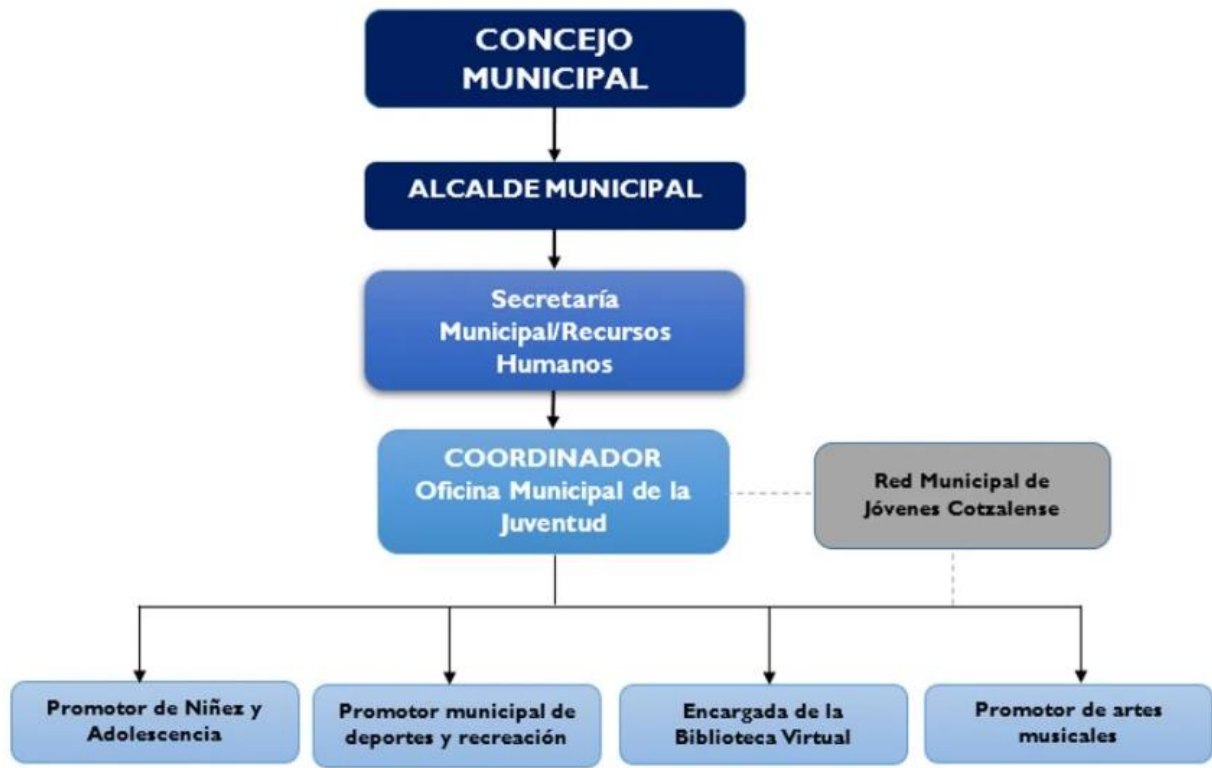 CONCEJO
MUNICIPAL
ALCALDE MUNICIPAL
Secretaría
Municipal/Recursos
Humanos
COORDINADOR
Oficina Municipal de la
Juventud
Red Municipal de
Jóvenes Cotzalense
Promotor de Niñez y
Adolescencia
Promotor municipal de
deportes y recreación
Encargada de la
Biblioteca Virtual
Promotor de artes
musicales